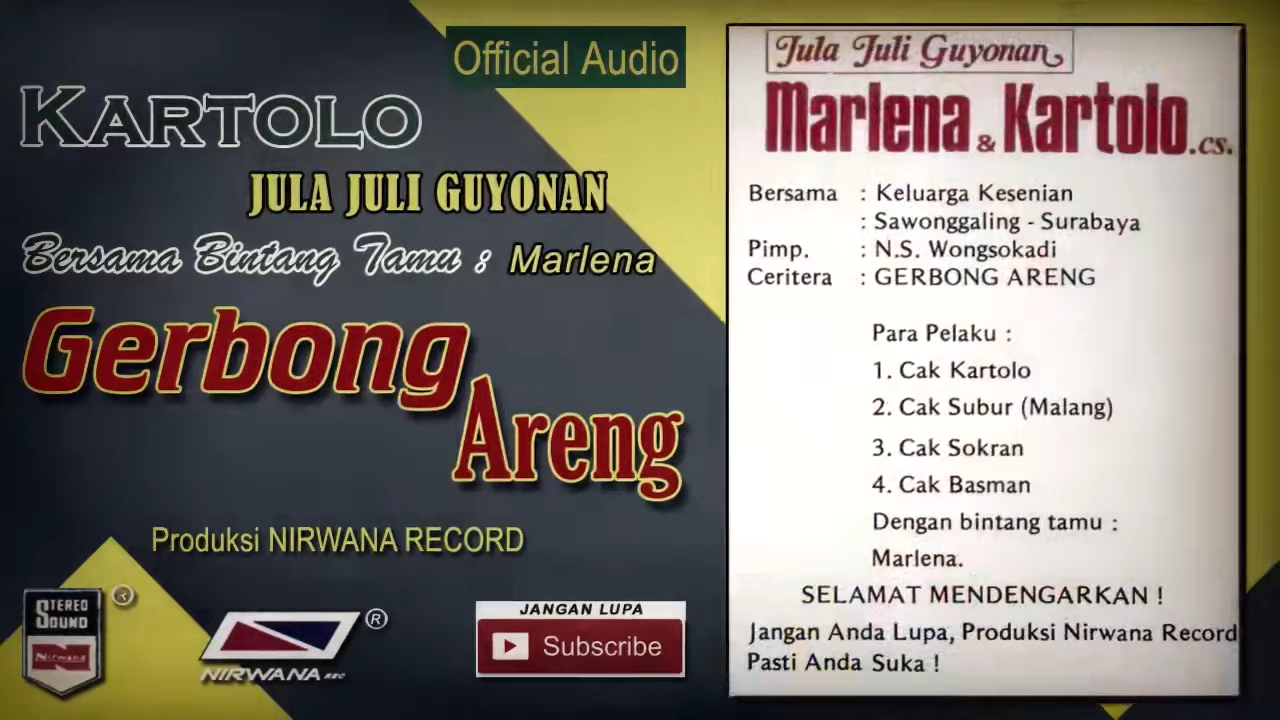 Official Audio
KARTOLO
JULA JULI GUYONAN
Bersama Bintang Tamu : Marlena
Gerbong
Areng
Produksi NIRWANA RECORD
STEREO
SOUND
Nirwana
®
NIRWANA REC
®
JANGAN LUPA
Subscribe
Jula Juli Guyonan
Marlena & Kartolo.cs.
Bersama : Keluarga Kesenian
: Sawonggaling - Surabaya
Pimp. : N.S. Wongsokadi
Ceritera : GERBONG ARENG
Para Pelaku :
1. Cak Kartolo
2. Cak Subur (Malang)
3. Cak Sokran
4. Cak Basman
Dengan bintang tamu :
Marlena.
SELAMAT MENDENGARKAN !
Jangan Anda Lupa, Produksi Nirwana Record
Pasti Anda Suka !